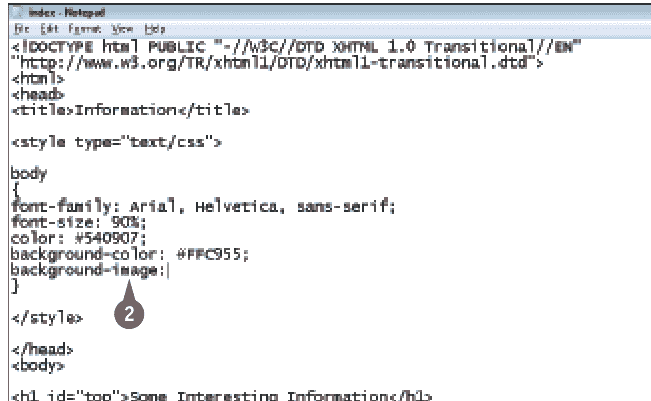 index - Notepad
File Edit Format View Help
<!DOCTYPE html PUBLIC "-//W3C//DTD XHTML 1.0 Transitional//EN"
"http://www.w3.org/TR/xhtml1/DTD/xhtml1-transitional.dtd">
<html>
<head>
<title>Information</title>
<style type="text/css">
body
{
font-family: Arial, Helvetica, sans-serif;
font-size: 90%;
color: #540907;
background-color: #FFC955;
background-image:
}
2
</style>
</head>
<body>
<h1 id="top">Some Interesting Information</h1>